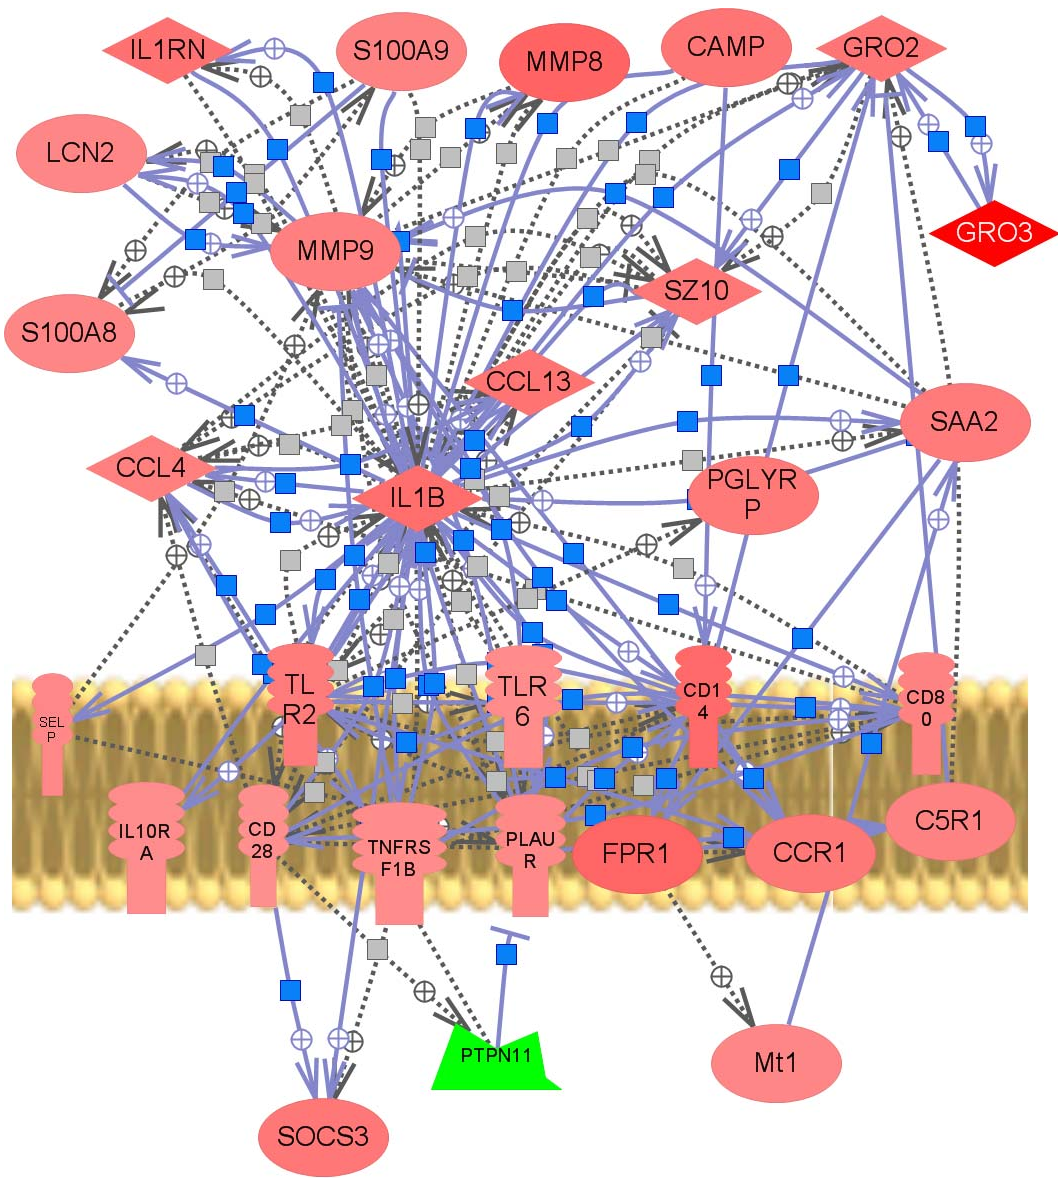 IL1RN
S100A9
MMP8
CAMP
GRO2
LCN2
GRO3
MMP9
SZ10
S100A8
CCL13
SAA2
CCL4
IL1B
PGLYR
P
SEL
P
TL
R2
TLR
6
CD1
4
CD8
0
IL10R
A
CD
28
TNFRS
F1B
PLAU
R
FPR1
CCR1
C5R1
PTPN11
Mt1
SOCS3